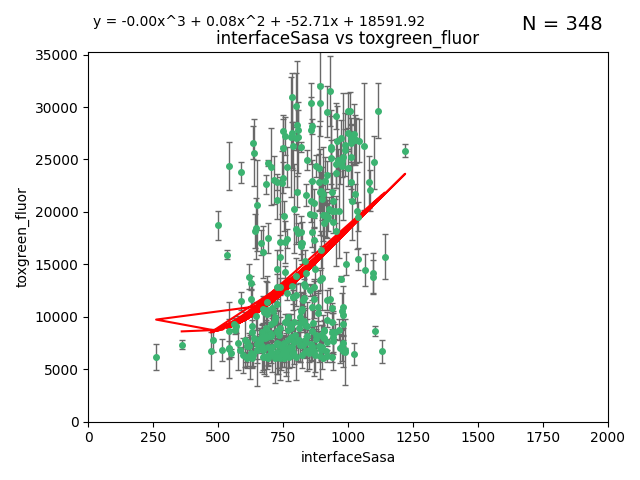 y = -0.00x^3 + 0.08x^2 + -52.71x + 18591.92
N = 348
interfaceSasa vs toxgreen_fluor
35000
30000
25000
20000
15000
10000
5000
0
toxgreen_fluor
0 250 500 750 1000 1250 1500 1750 2000
interfaceSasa